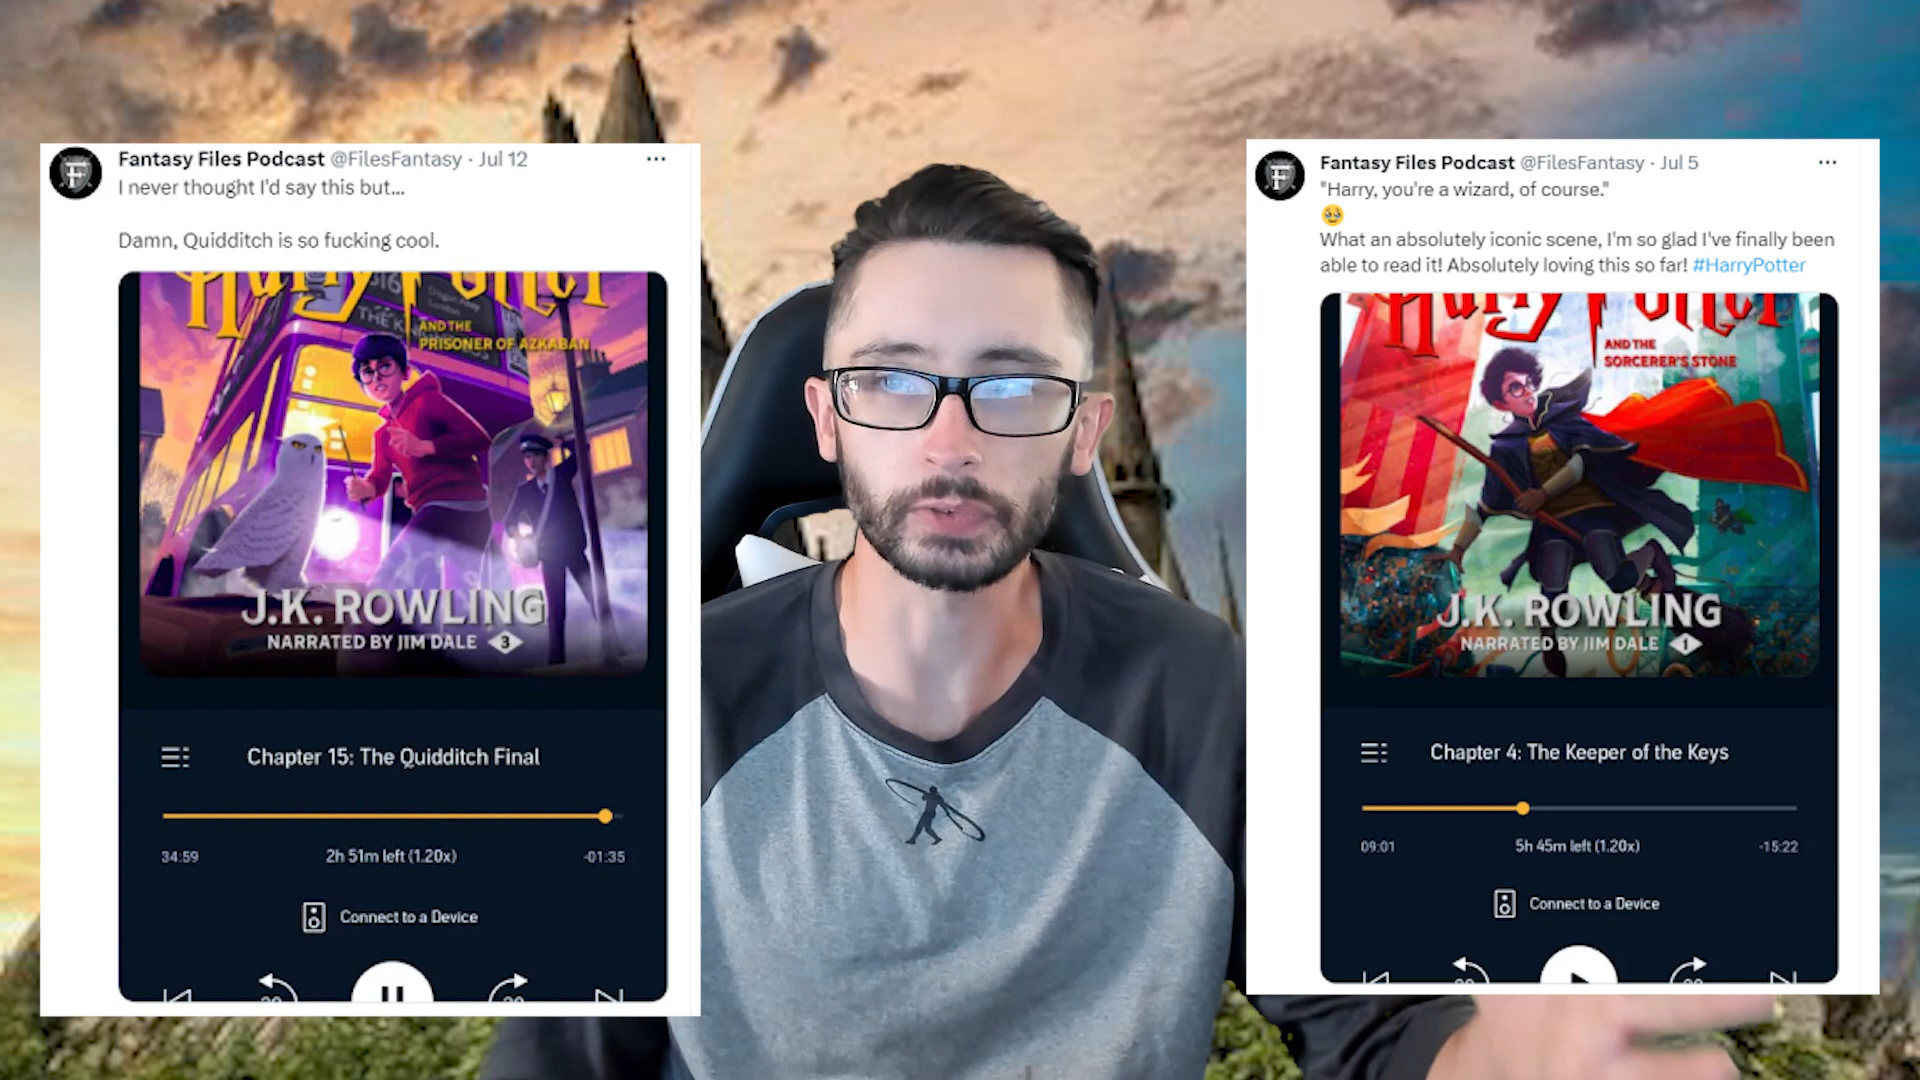 Fantasy Files Podcast @FilesFantasy · Jul 12
I never thought I'd say this but...
Damn, Quidditch is so fucking cool.
Harry Potter
AND THE
PRISONER OF AZKABAN
J.K. ROWLING
NARRATED BY JIM DALE 3
Chapter 15: The Quidditch Final
34:59 2h 51m left (1.20x) -01:35
Connect to a Device
Fantasy Files Podcast @FilesFantasy · Jul 5
"Harry, you're a wizard, of course."
🥹
What an absolutely iconic scene, I'm so glad I've finally been
able to read it! Absolutely loving this so far! #HarryPotter
Harry Potter
AND THE
SORCERER'S STONE
J.K. ROWLING
NARRATED BY JIM DALE 1
Chapter 4: The Keeper of the Keys
09:01 5h 45m left (1.20x) -15:22
Connect to a Device